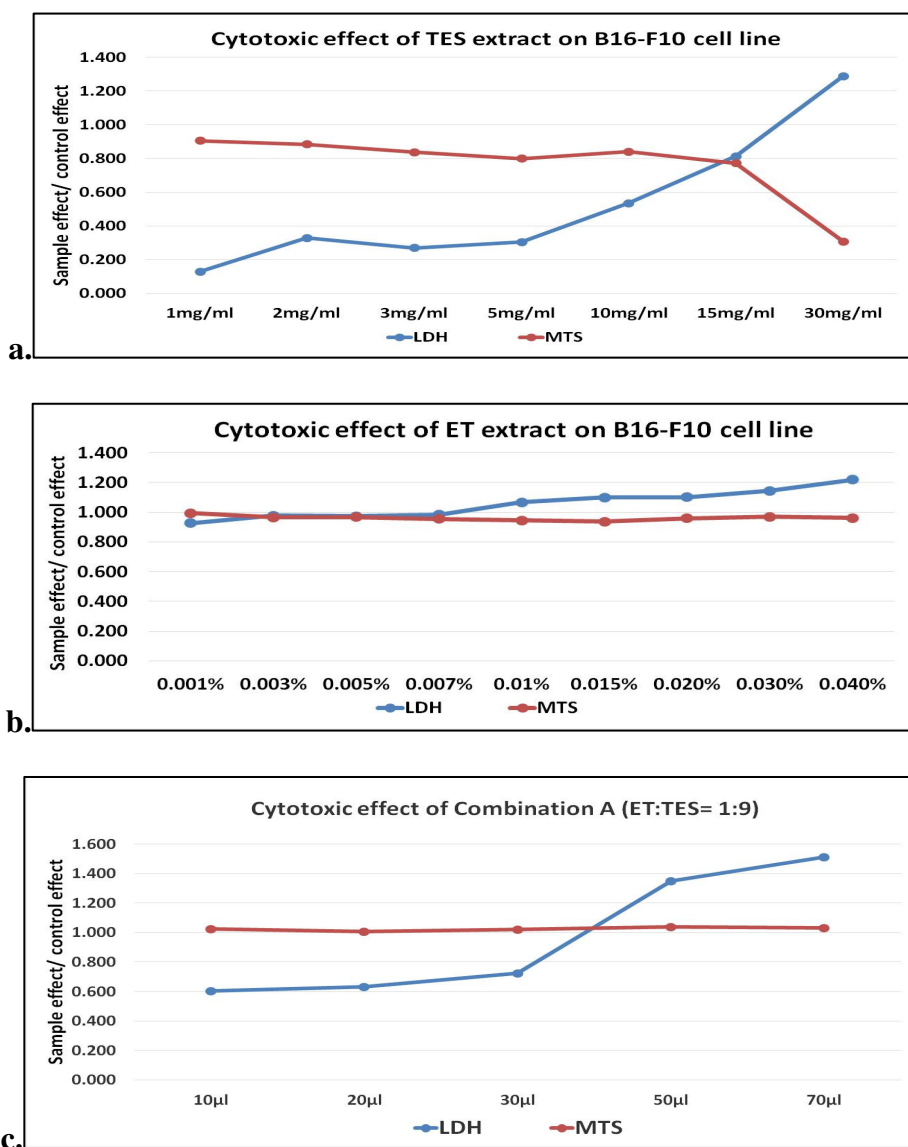 Cytotoxic effect of TES extract on B16-F10 cell line
Sample effect/ control effect
1.400
1.200
1.000
0.800
0.600
0.400
0.200
0.000
1mg/ml 2mg/ml 3mg/ml 5mg/ml 10mg/ml 15mg/ml 30mg/ml
LDH MTS
a.
Cytotoxic effect of ET extract on B16-F10 cell line
Sample effect/ control effect
1.400
1.200
1.000
0.800
0.600
0.400
0.200
0.000
0.001% 0.003% 0.005% 0.007% 0.01% 0.015% 0.020% 0.030% 0.040%
LDH MTS
b.
Cytotoxic effect of Combination A (ET:TES= 1:9)
Sample effect/ control effect
1.600
1.400
1.200
1.000
0.800
0.600
0.400
0.200
0.000
10µl 20µl 30µl 50µl 70µl
LDH MTS
c.